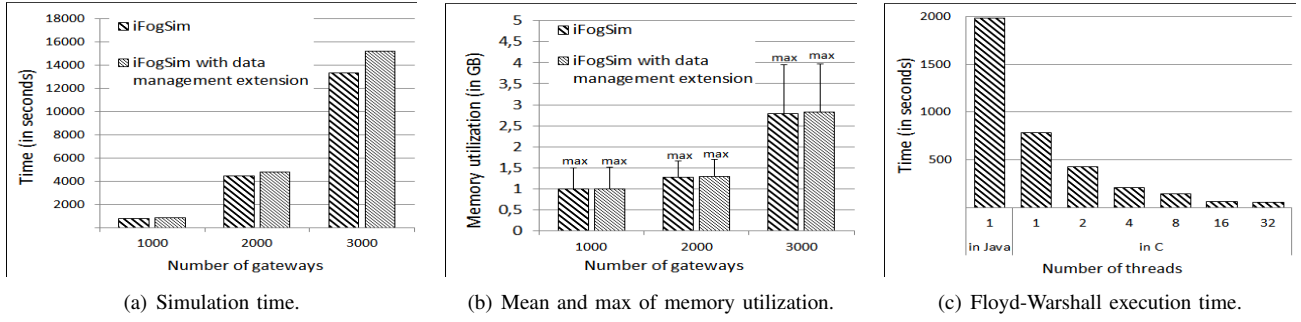 18000
16000
14000
12000
10000
8000
6000
4000
2000
Time (in seconds)
iFogSim
iFogSim with data
management extension
1000 2000 3000
Number of gateways
(a) Simulation time.
5
4,5
4
3,5
3
2,5
2
1,5
1
0,5
0
Memory utilization (in GB)
iFogSim
iFogSim with data
management extension
max max max max max max
1000 2000 3000
Number of gateways
(b) Mean and max of memory utilization.
2000
1500
1000
500
Time (in seconds)
1 1 2 4 8 16 32
in Java in C
Number of threads
(c) Floyd-Warshall execution time.